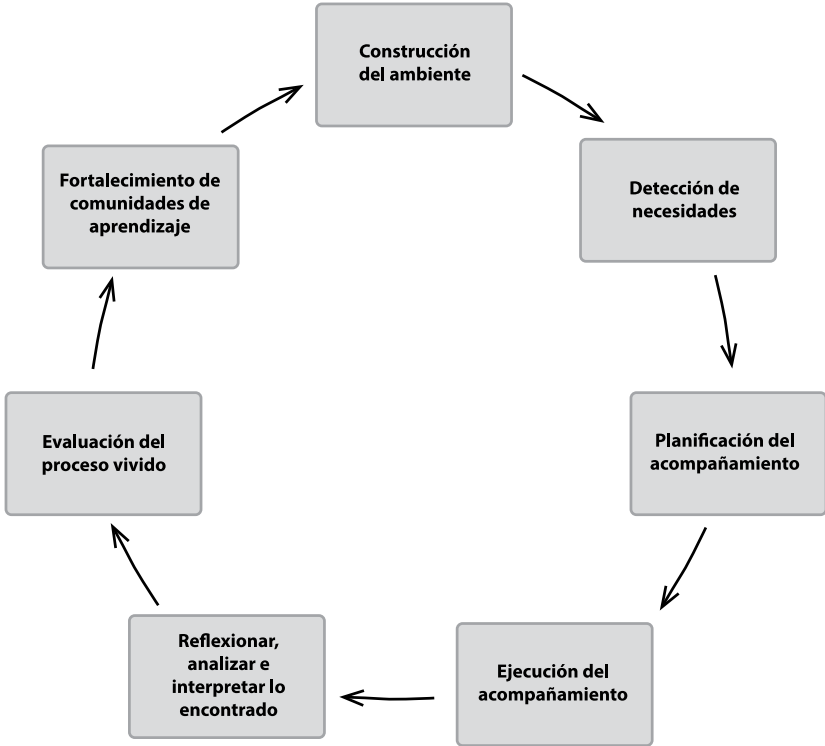 Construcción
del ambiente
Detección de
necesidades
Planificación del
acompañamiento
Ejecución del
acompañamiento
Reflexionar,
analizar e
interpretar lo
encontrado
Evaluación del
proceso vivido
Fortalecimiento de
comunidades de
aprendizaje